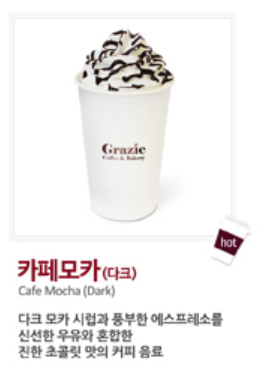 Grazie
Coffee & Bakery
hot
카페모카(다크)
Cafe Mocha (Dark)
다크 모카 시럽과 풍부한 에스프레소를
신선한 우유와 혼합한
진한 초콜릿 맛의 커피 음료